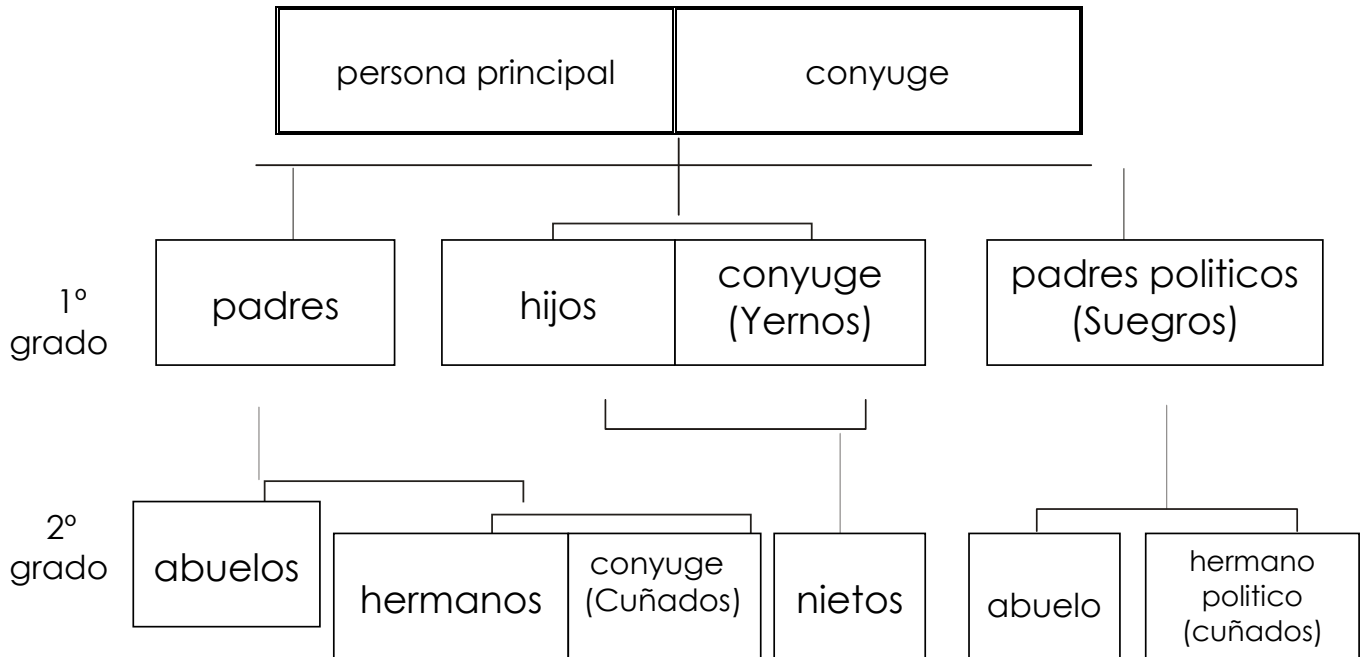 persona principal
conyuge
1º
grado
padres
hijos
conyuge
(Yernos)
padres politicos
(Suegros)
2º
grado
abuelos
hermanos
conyuge
(Cuñados)
nietos
abuelo
hermano
politico
(cuñados)